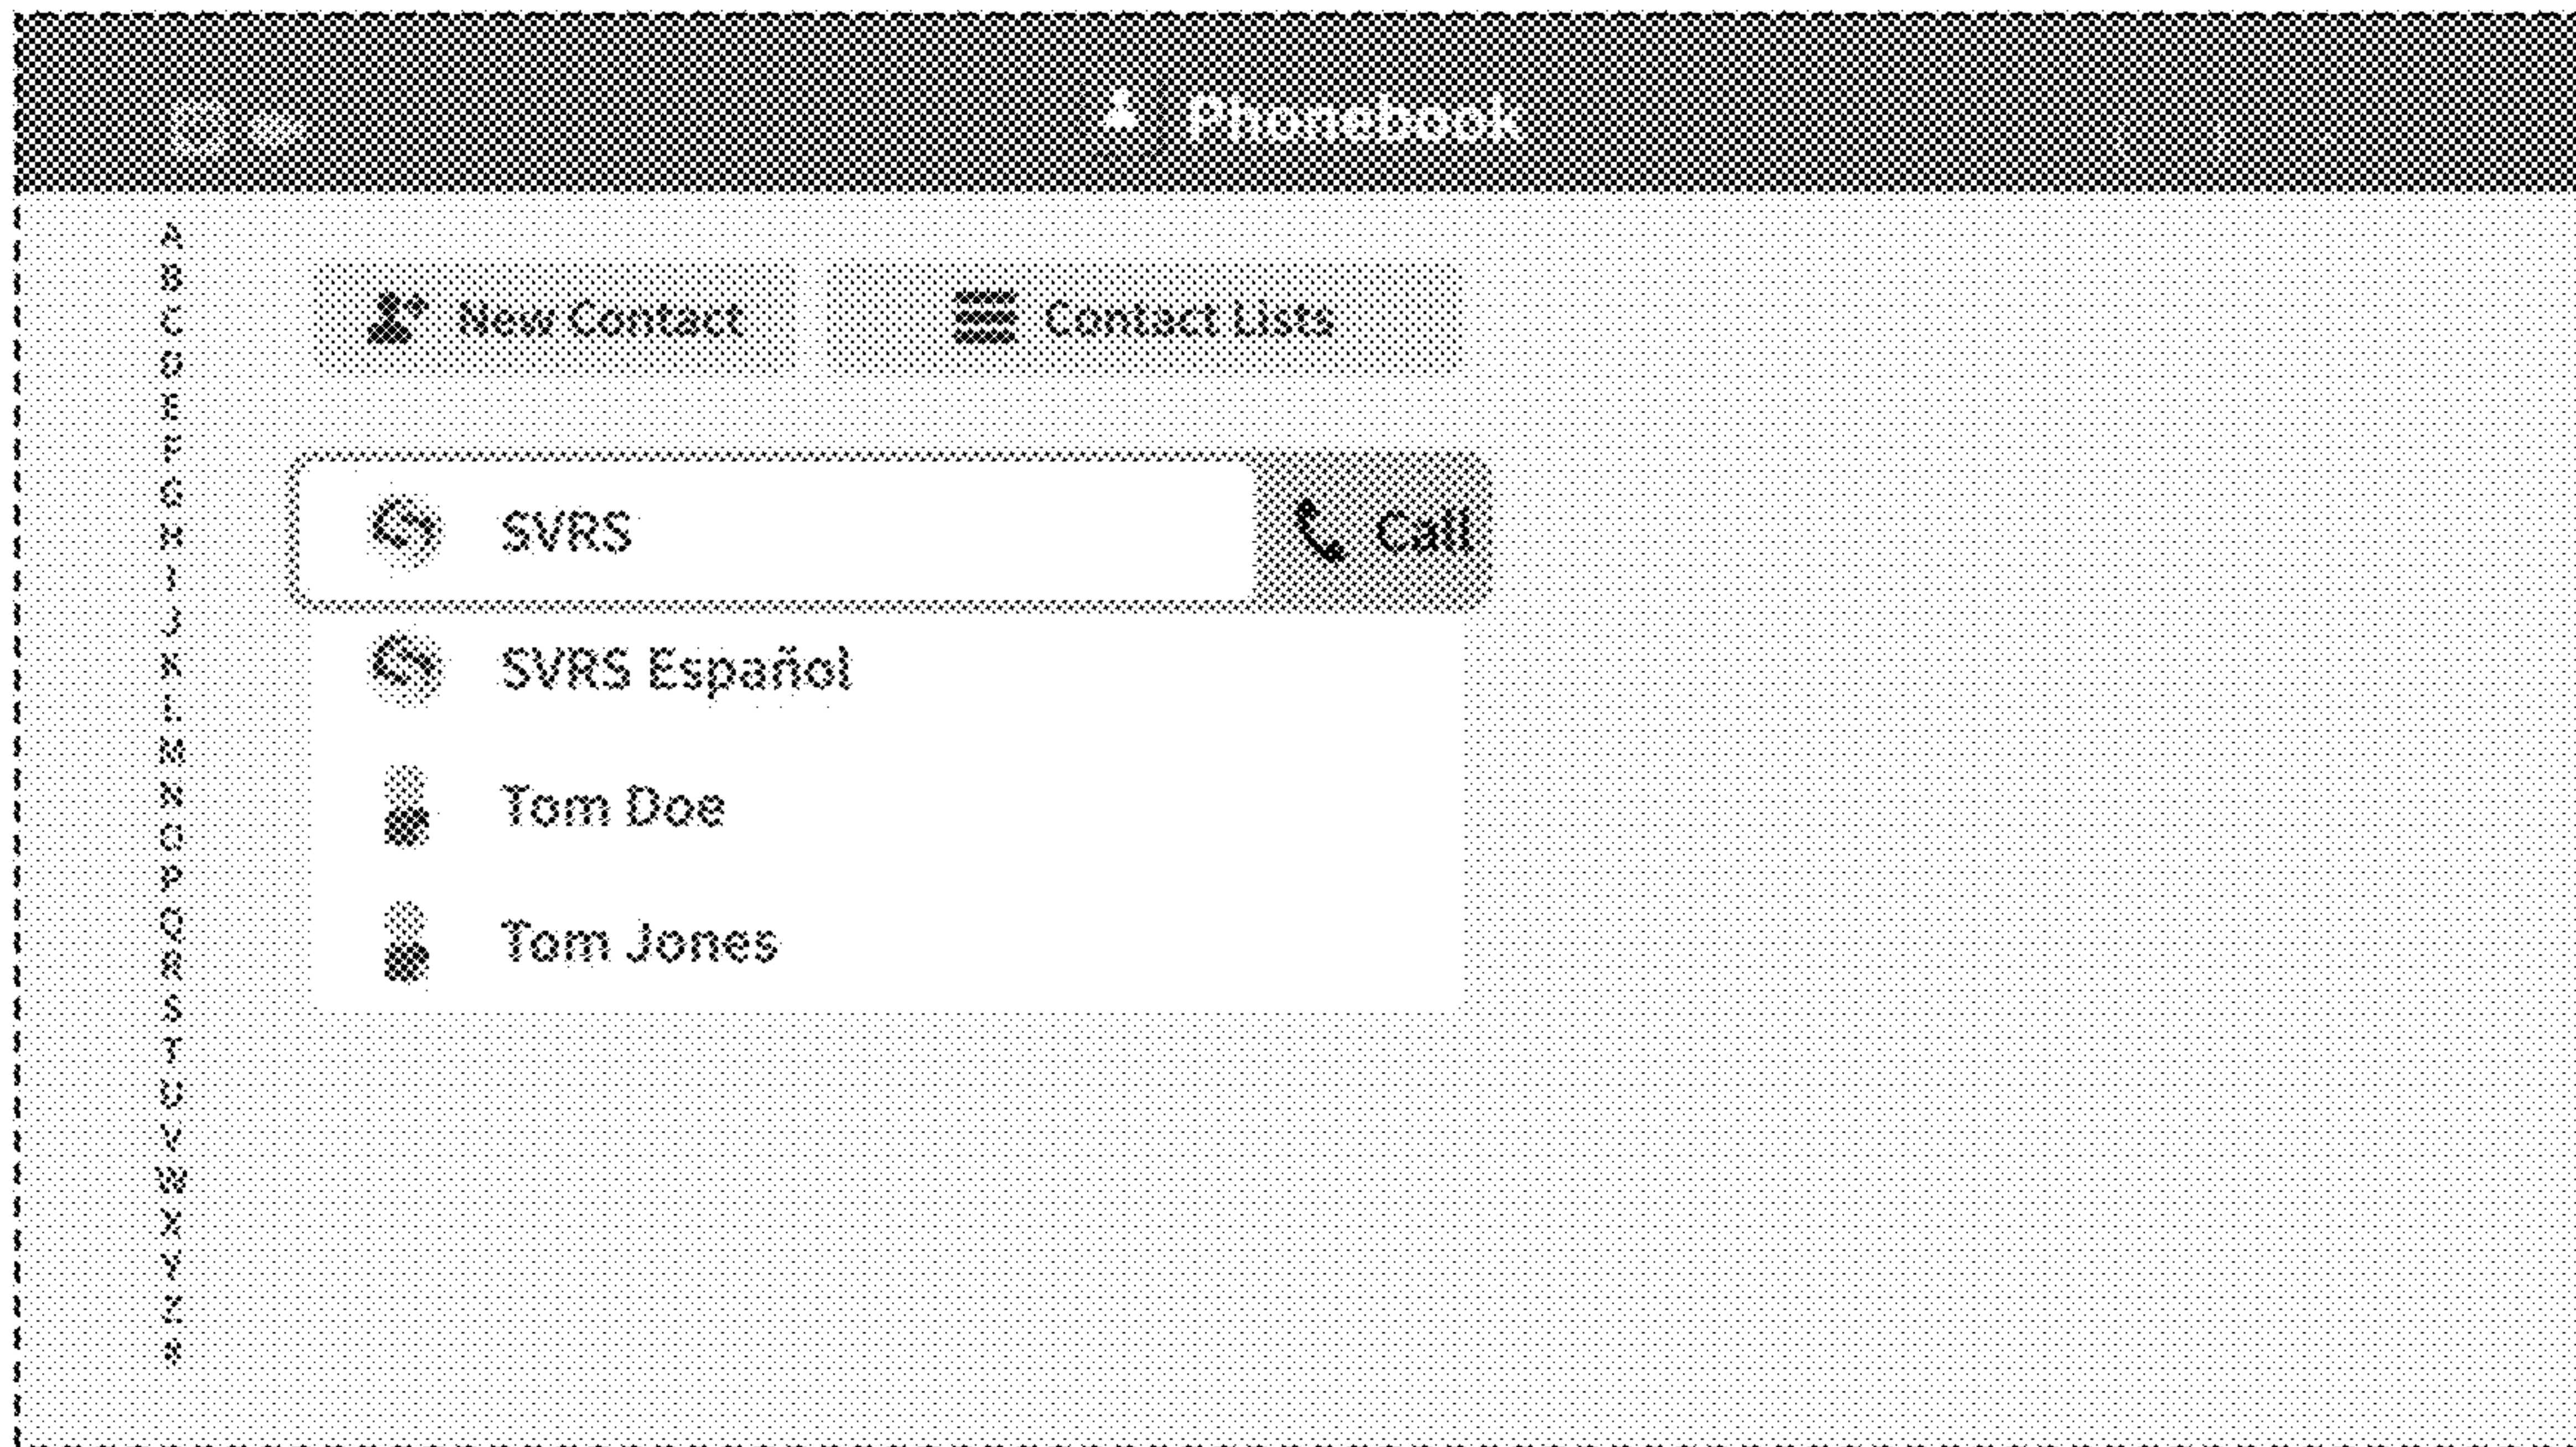 Phonebook
A
B
C
D
E
F
G
H
I
J
K
L
M
N
O
P
Q
R
S
T
U
V
W
X
Y
Z
New Contact
Contact Lists
SVRS
Call
SVRS Español
Tom Doe
Tom Jones